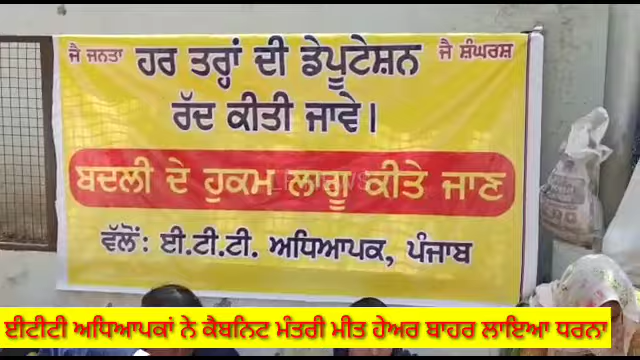 ਜੈ ਜਨਤਾ ਹਰ ਤਰ੍ਹਾਂ ਦੀ ਡੇਪੂਟੇਸ਼ਨ ਜੈ ਸ਼ੰਘਰਸ਼
ਰੱਦ ਕੀਤੀ ਜਾਵੇ।
ਬਦਲੀ ਦੇ ਹੁਕਮ ਲਾਗੂ ਕੀਤੇ ਜਾਣ
ਵੱਲੋਂ: ਈ.ਟੀ.ਟੀ. ਅਧਿਆਪਕ, ਪੰਜਾਬ
ਈਟੀਟੀ ਅਧਿਆਪਕਾਂ ਨੇ ਕੈਬਨਿਟ ਮੰਤਰੀ ਮੀਤ ਹੇਅਰ ਬਾਹਰ ਲਾਇਆ ਧਰਨਾ